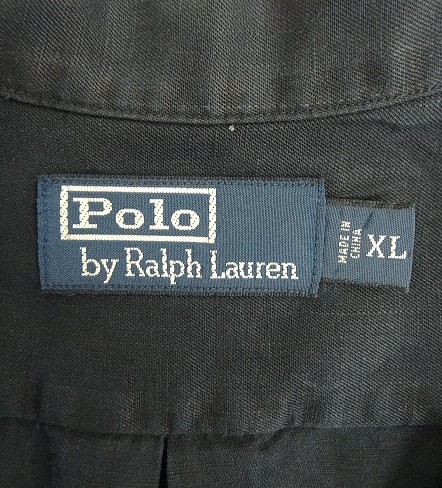 Polo
by Ralph Lauren
MADE IN
CHINA
XL